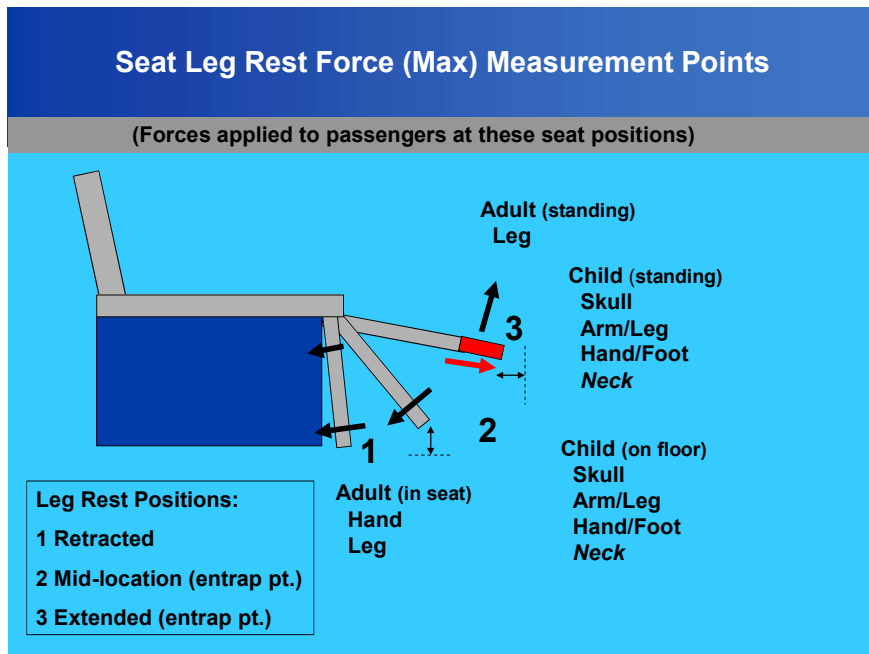 Seat Leg Rest Force (Max) Measurement Points
(Forces applied to passengers at these seat positions)
Adult (standing)
Leg
Child (standing)
Skull
Arm/Leg
Hand/Foot
Neck
3
2
1
Child (on floor)
Skull
Arm/Leg
Hand/Foot
Neck
Adult (in seat)
Hand
Leg
Leg Rest Positions:
1 Retracted
2 Mid-location (entrap pt.)
3 Extended (entrap pt.)